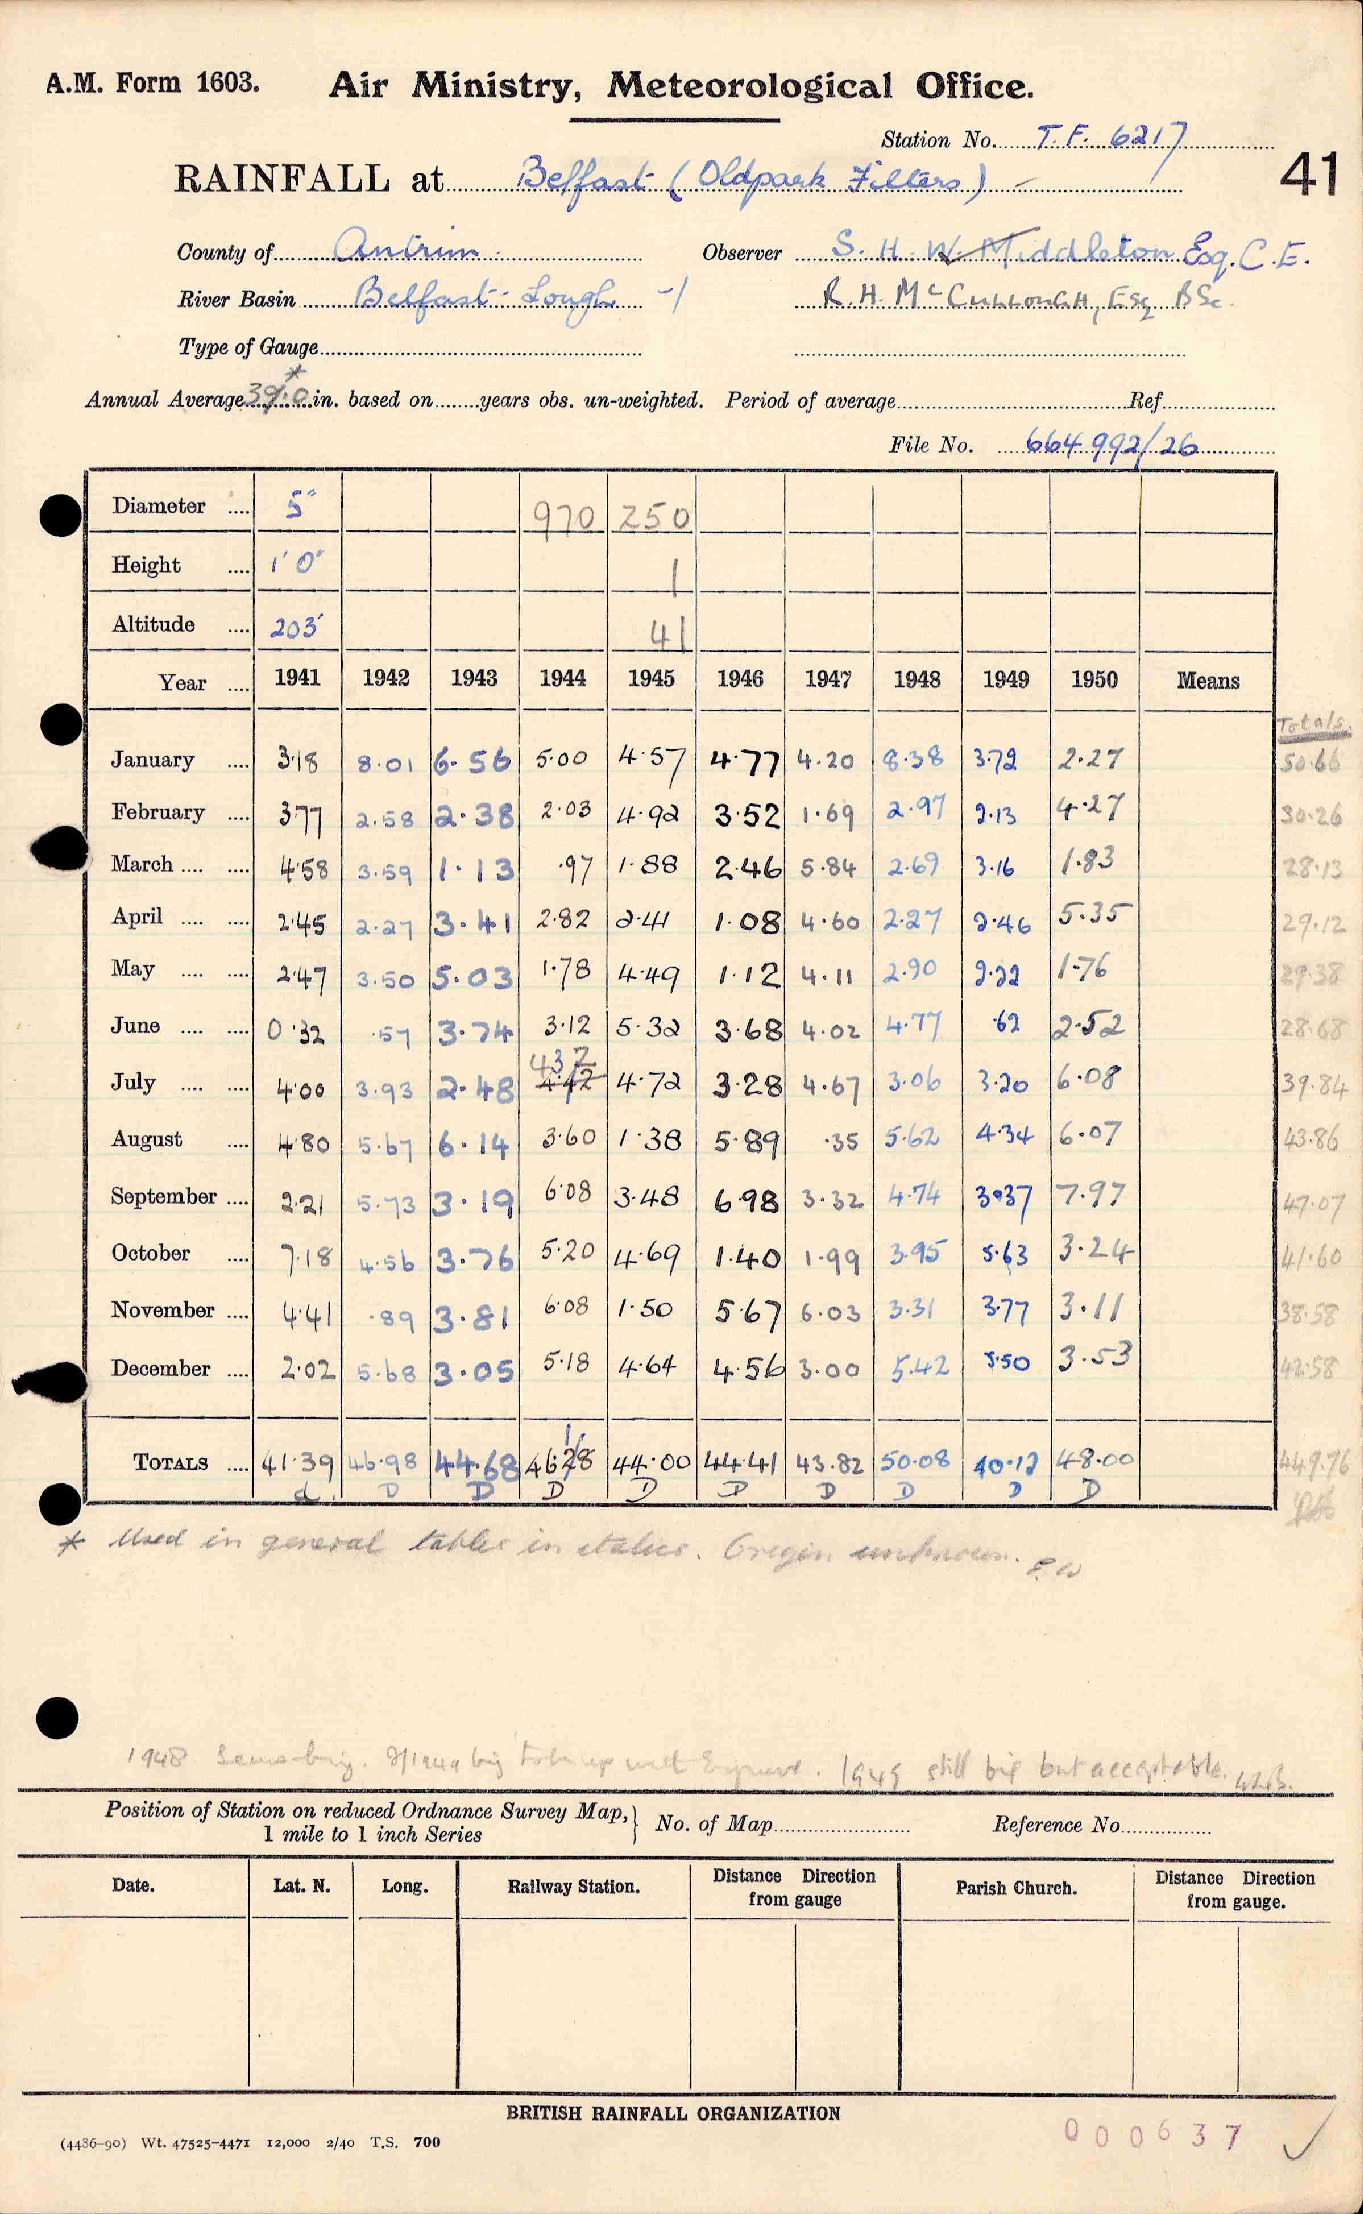 A.M. Form 1603. Air Ministry, Meteorological Office.
Station No. T.F. 6217
RAINFALL at Belfast (Oldpark Filters) 41
County of Antrim Observer S. H. W. Middleton Esq. C.E.
River Basin Belfast Lough -1 R. H. McCULLOUGH, Esq BSc.
Type of Gauge
Annual Average 39.0* in. based on years obs. un-weighted. Period of average Ref.
File No. 664992/26
Diameter 5" 970 250
Height 1' 0" 1
Altitude 203' 41
Year 1941 1942 1943 1944 1945 1946 1947 1948 1949 1950 Means
Totals
January 3.18 8.01 6.56 5.00 4.57 4.77 4.20 8.38 3.72 2.27 50.66
February 3.77 2.58 2.38 2.03 4.92 3.52 1.69 2.97 2.13 4.27 30.26
March 4.58 3.59 1.13 .97 1.88 2.46 5.84 2.69 3.16 1.83 28.13
April 2.45 2.27 3.41 2.82 2.41 1.08 4.60 2.27 2.46 5.35 29.12
May 2.47 3.50 5.03 1.78 4.49 1.12 4.11 2.90 2.22 1.76 29.38
June 0.32 .57 3.74 3.12 5.32 3.68 4.02 4.77 .62 2.52 28.68
4.32
July 4.00 3.93 2.48 4.42 4.72 3.28 4.67 3.06 3.20 6.08 39.84
August 4.80 5.67 6.14 3.60 1.38 5.89 .35 5.62 4.34 6.07 43.86
September 2.21 5.73 3.19 6.08 3.48 6.98 3.32 4.74 3.37 7.97 47.07
October 7.18 4.56 3.76 5.20 4.69 1.40 1.99 3.95 5.63 3.24 41.60
November 4.41 .89 3.81 6.08 1.50 5.67 6.03 3.31 3.77 3.11 38.58
December 2.02 5.68 3.05 5.18 4.64 4.56 3.00 5.42 5.50 3.53 42.58
TOTALS 41.39 46.98 44.68 46.28 44.00 44.41 43.82 50.08 40.12 48.00 449.76
d D D D D D D D D D
* Used in general tables in italics. Origin unknown. P.W
1948 Seems big. 2/1949 big 1949 still big but acceptable.
Position of Station on reduced Ordnance Survey Map, } No. of Map Reference No.
1 mile to 1 inch Series
Date. Lat. N. Long. Railway Station. Distance Direction from gauge Parish Church. Distance Direction from gauge.
BRITISH RAINFALL ORGANIZATION
(4486-90) Wt. 47525-4471 12,000 2/40 T.S. 700
000637